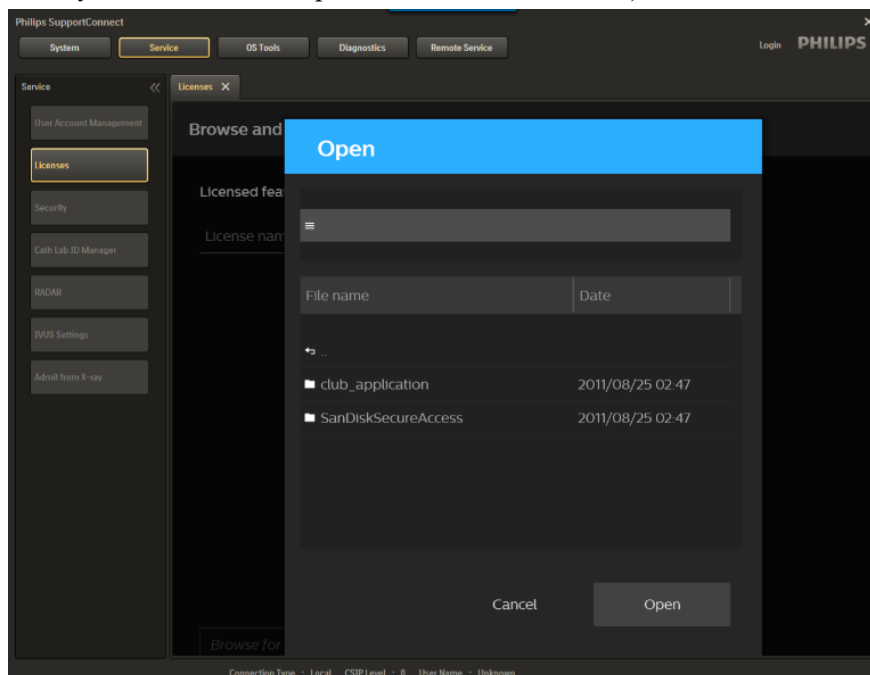 Philips SupportConnect
System Service OS Tools Diagnostics Remote Service Login PHILIPS
Service Licenses X
User Account Management
Browse and
Open
Licenses
Licensed fea
Security
License nam
Cath Lab ID Manager
File name Date
RADAR
IVUS Settings
..
Admit from X-ray
club_application 2011/08/25 02:47
SanDiskSecureAccess 2011/08/25 02:47
Cancel Open
Browse for
Connection Type : Local CSIP Level : 0 User Name : Unknown